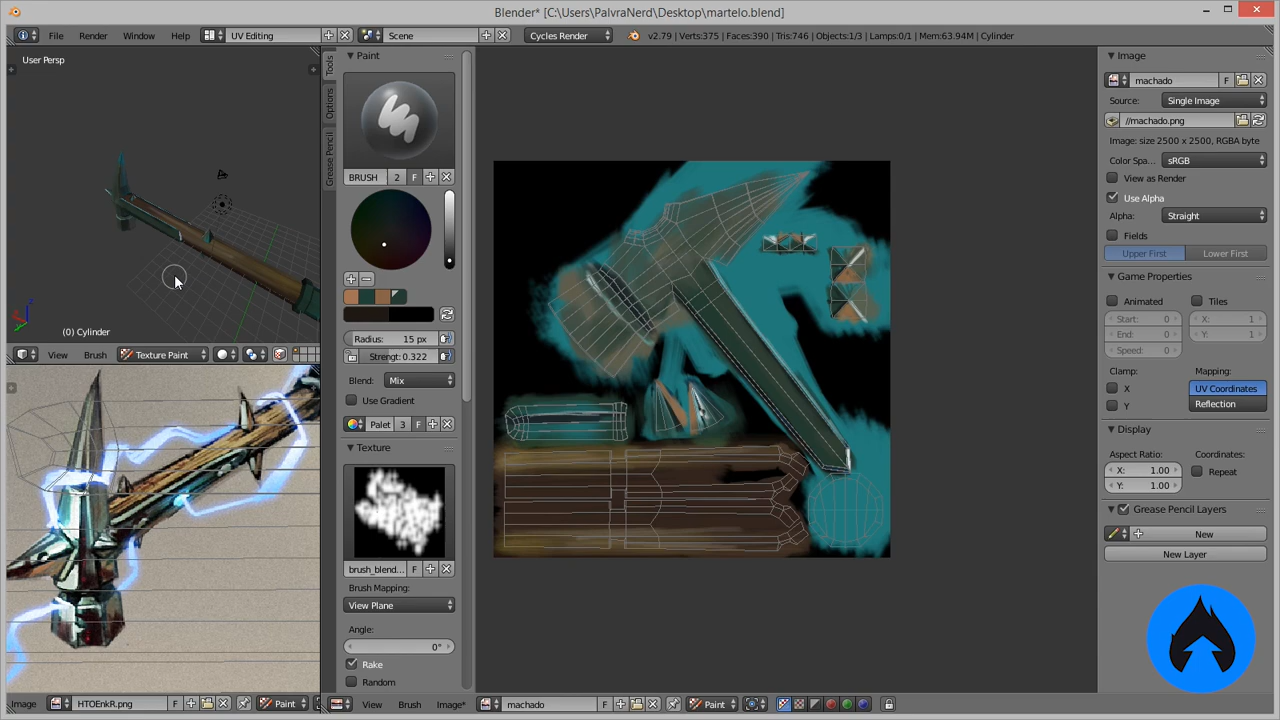 Blender* [C:\Users\PalvraNerd\Desktop\martelo.blend]
File Render Window Help UV Editing Scene Cycles Render v2.79 | Verts:375 | Faces:390 | Tris:746 | Objects:1/3 | Lamps:0/1 | Mem:63.94M | Cylinder
User Persp
(0) Cylinder
View Brush Texture Paint
Image HTOEnkR.png F Paint
Tools
Options
Grease Pencil
Paint
BRUSH 2 F
Radius: 15 px
Strengt: 0.322
Blend: Mix
Use Gradient
Palet 3 F
Texture
brush_blend... F
Brush Mapping:
View Plane
Angle:
0°
Rake
Random
View Brush Image* machado F Paint
Image
machado F
Source: Single Image
//machado.png
Image: size 2500 x 2500, RGBA byte
Color Spa... sRGB
View as Render
Use Alpha
Alpha: Straight
Fields
Upper First Lower First
Game Properties
Animated Tiles
Start: 0 X: 1
End: 0 Y: 1
Speed: 0
Clamp: Mapping:
X UV Coordinates
Y Reflection
Display
Aspect Ratio: Coordinates:
X: 1.00 Repeat
Y: 1.00
Grease Pencil Layers
New
New Layer